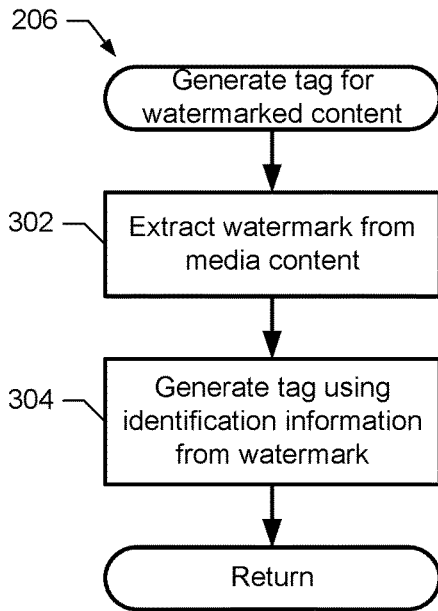 206
Generate tag for
watermarked content
302
Extract watermark from
media content
304
Generate tag using
identification information
from watermark
Return